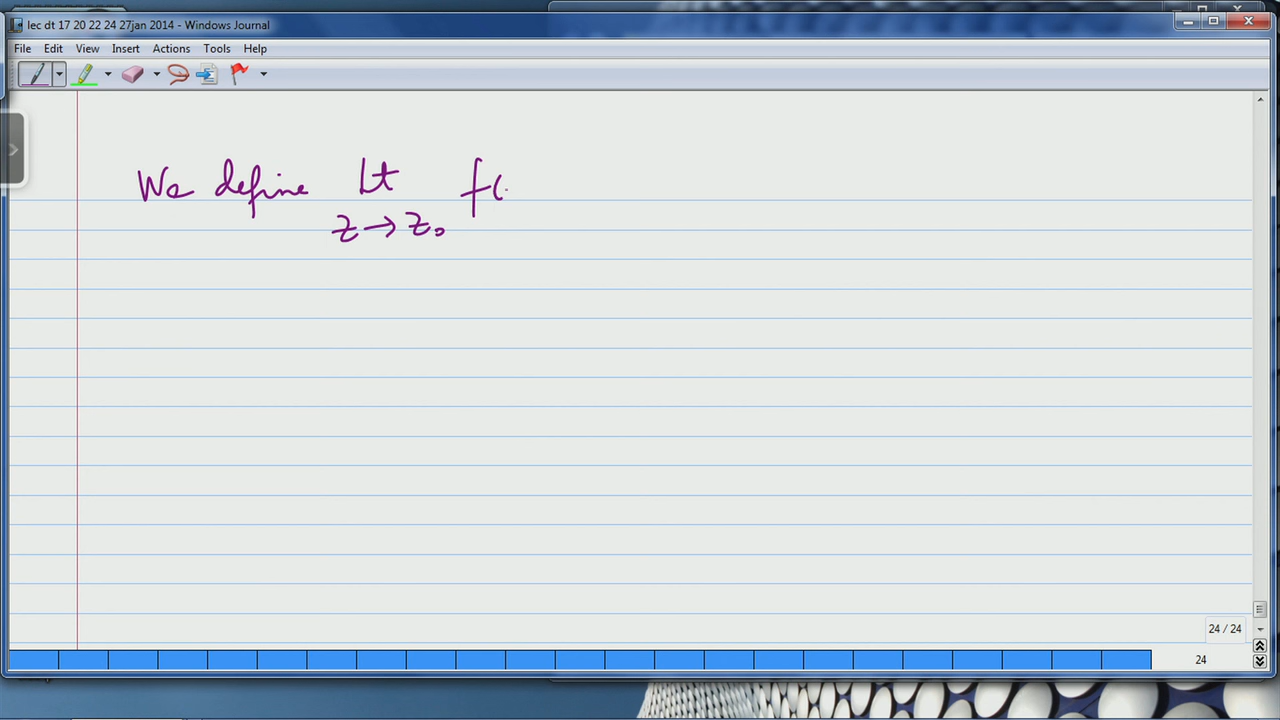 lec dt 17 20 22 24 27jan 2014 - Windows Journal
File Edit View Insert Actions Tools Help
We define Lt f(
z→z₀
24 / 24
24